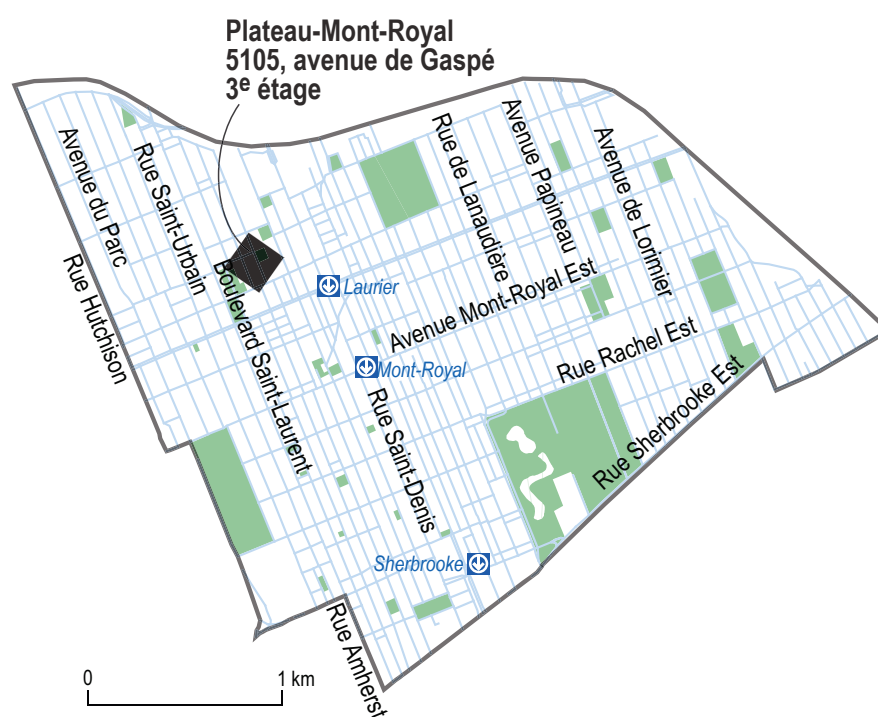 Plateau-Mont-Royal
5105, avenue de Gaspé
3e étage
Avenue du Parc
Rue Saint-Urbain
Rue Hutchison
Boulevard Saint-Laurent
Rue de Lanaudière
Avenue Papineau
Avenue de Lorimier
Laurier
Avenue Mont-Royal Est
Mont-Royal
Rue Rachel Est
Rue Saint-Denis
Rue Sherbrooke Est
Sherbrooke
Rue Amherst
0
1 km